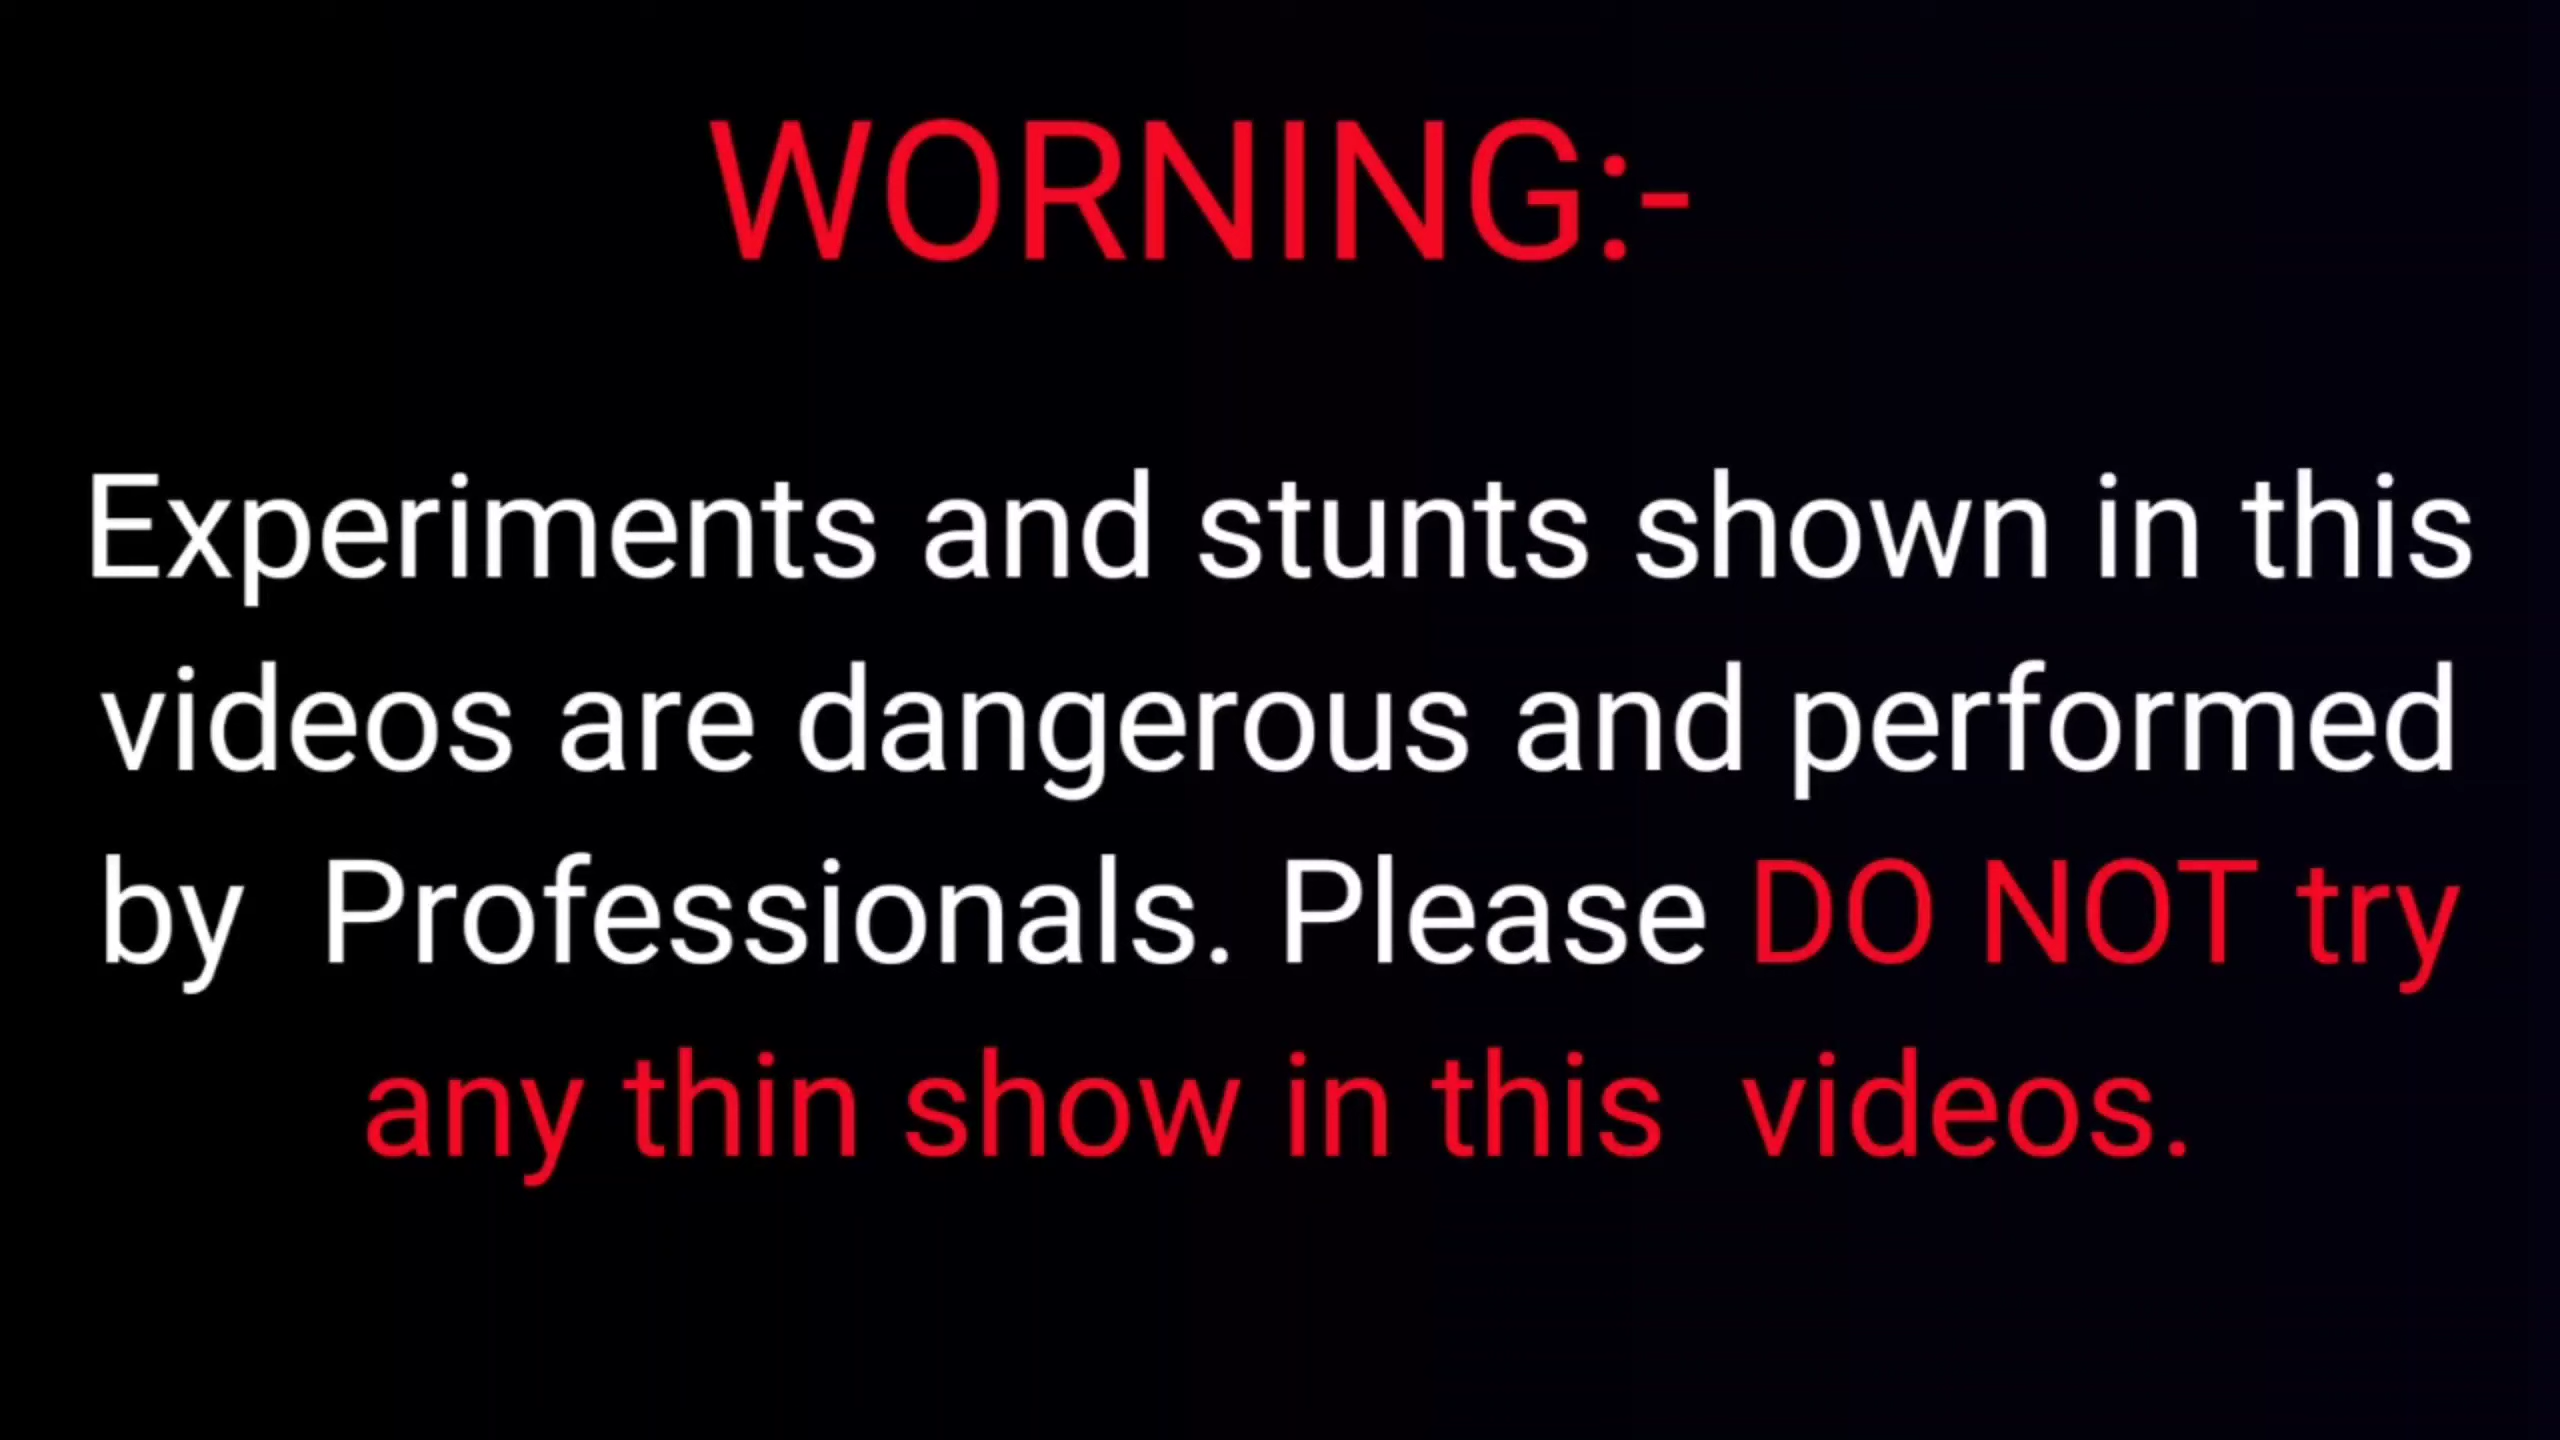 WORNING:-
Experiments and stunts shown in this
videos are dangerous and performed
by  Professionals. Please DO NOT try
any thin show in this  videos.